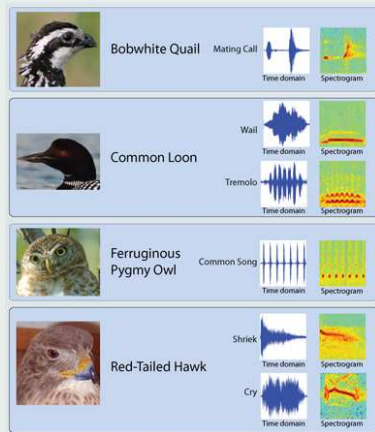 Bobwhite Quail
Mating Call
Time domain
Spectrogram
Common Loon
Wail
Time domain
Spectrogram
Tremolo
Time domain
Spectrogram
Ferruginous
Pygmy Owl
Common Song
Time domain
Spectrogram
Red-Tailed Hawk
Shriek
Time domain
Spectrogram
Cry
Time domain
Spectrogram